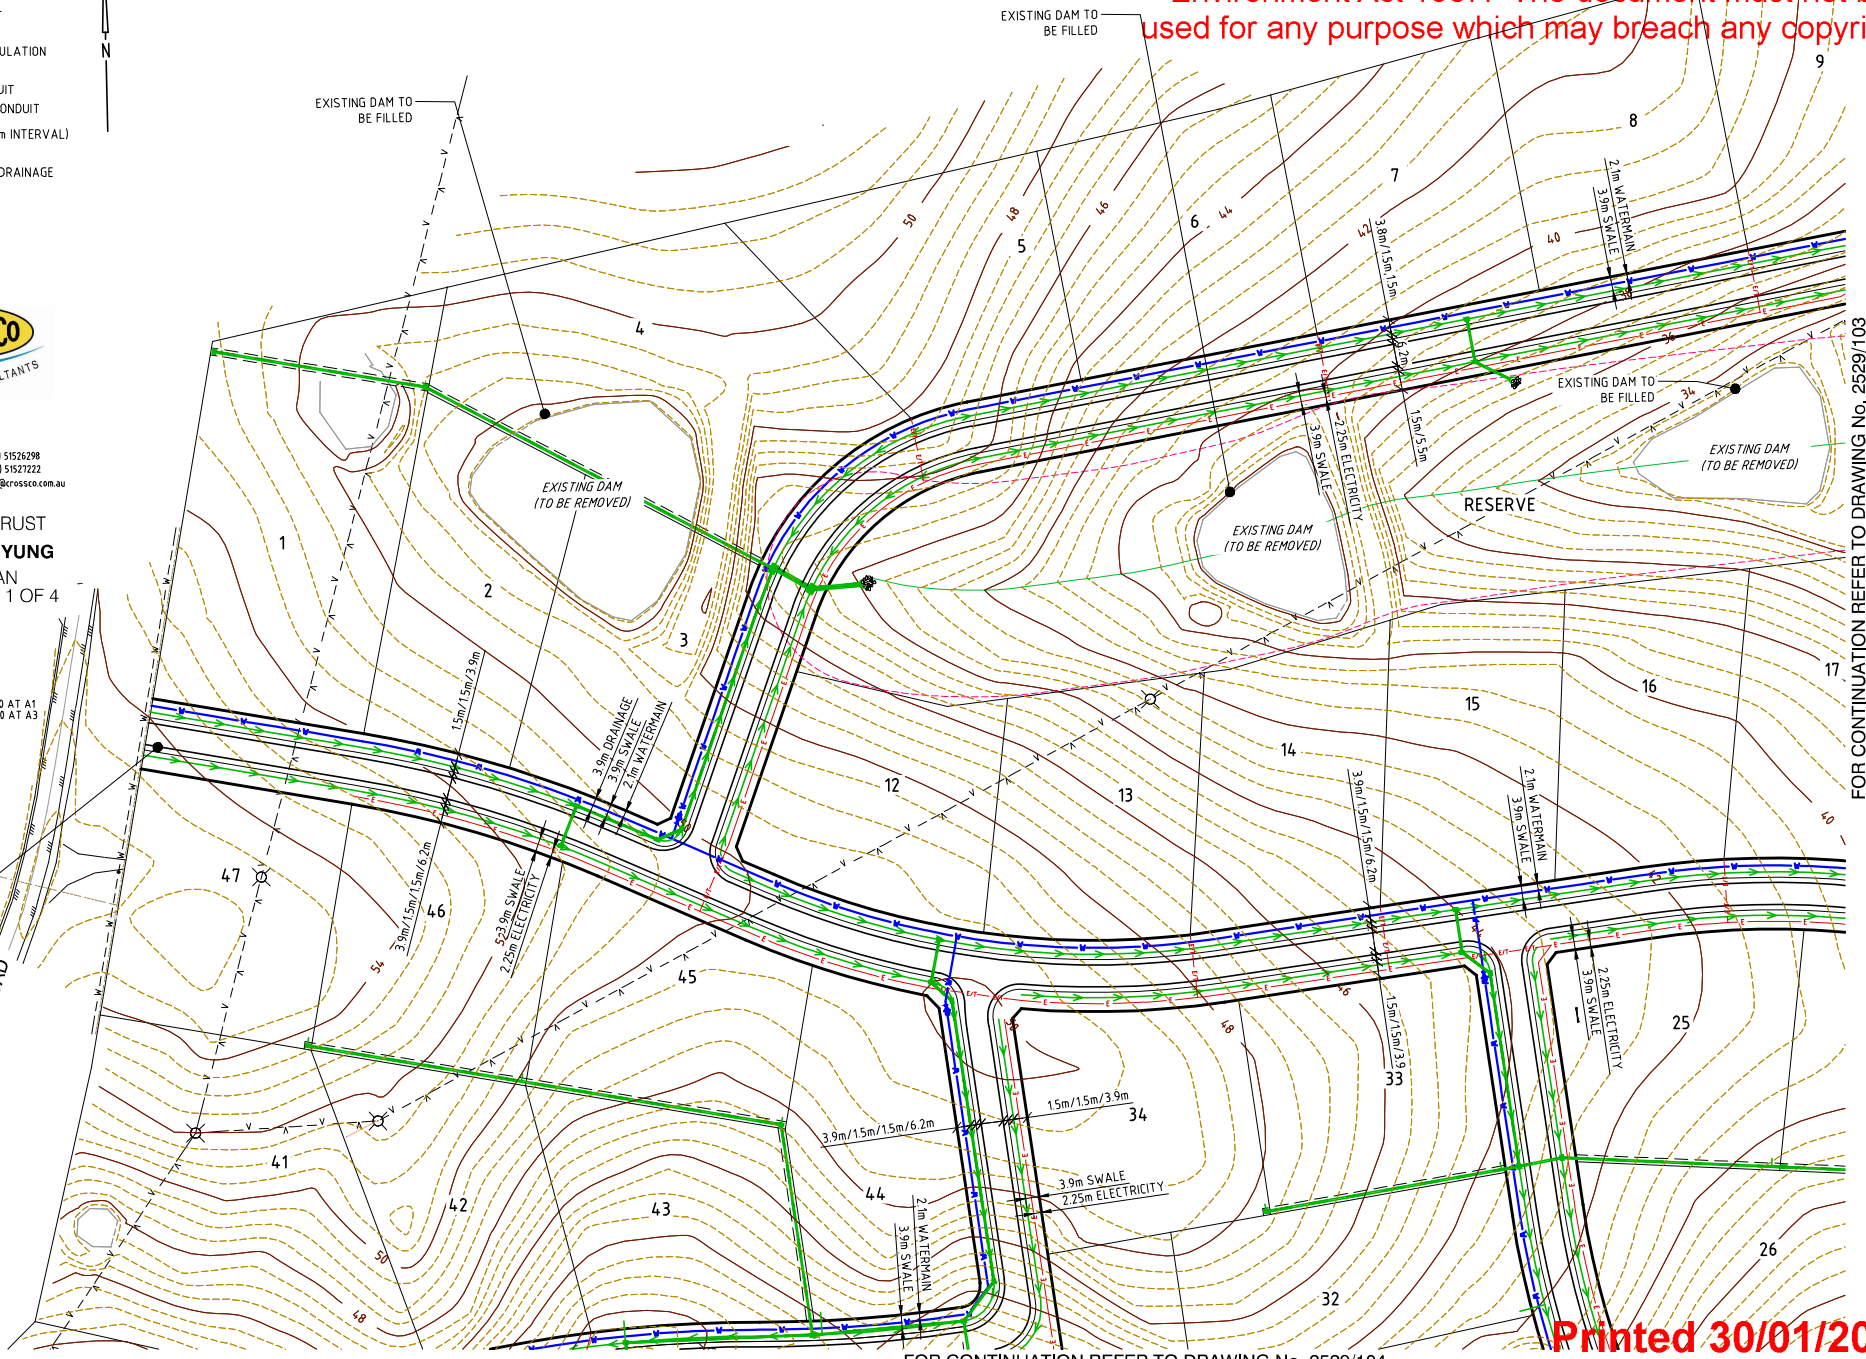 used for any purpose which may breach any copyri
EXISTING DAM TO
BE FILLED
EXISTING DAM TO
BE FILLED
N
ULATION
UIT
ONDUIT
m INTERVAL)
DRAINAGE
CO
LTANTS
51526298
51527222
@crossco.com.au
RUST
YUNG
AN
1 OF 4
0 AT A1
0 AT A3
9
8
7
6
5
4
50
48
46
44
42
40
2.1m WATERMAIN
3.9m SWALE
3.8m/1.5m,1.5m
6.2m
1.5m/5.5m
36
34
EXISTING DAM TO
BE FILLED
EXISTING DAM
(TO BE REMOVED)
EXISTING DAM
(TO BE REMOVED)
EXISTING DAM
(TO BE REMOVED)
RESERVE
2.25m ELECTRICITY
3.9m SWALE
FOR CONTINUATION REFER TO DRAWING No. 2529/103
1
2
3
1.5m/1.5m/3.9m
3.9m DRAINAGE
3.9m SWALE
2.1m WATERMAIN
12
13
14
15
16
17
40
47
46
45
54
52
3.9m/1.5m/1.5m/6.2m
3.9m SWALE
2.25m ELECTRICITY
3.9m/1.5m/1.5m/6.2m
2.1m WATERMAIN
3.9m SWALE
1.5m/1.5m/3.9
2.25m ELECTRICITY
3.9m SWALE
46
48
50
25
33
34
1.5m/1.5m/3.9m
3.9m/1.5m/1.5m/6.2m
3.9m SWALE
2.25m ELECTRICITY
41
42
43
44
2.1m WATERMAIN
3.9m SWALE
50
48
32
26
Printed 30/01/20